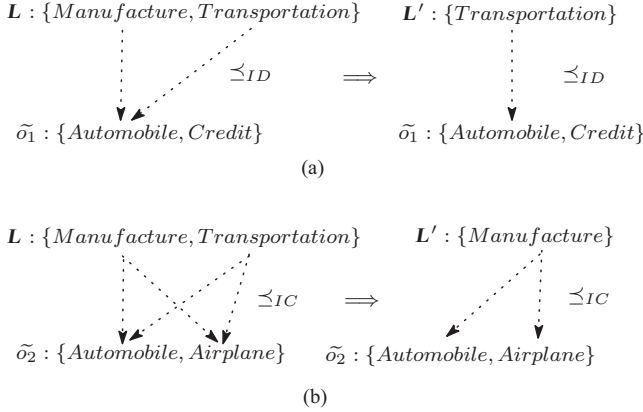 L : {Manufacture, Transportation} L′ : {Transportation}
⪯ID ⟹ ⪯ID
õ1 : {Automobile, Credit} õ1 : {Automobile, Credit}
(a)
L : {Manufacture, Transportation} L′ : {Manufacture}
⪯IC ⟹ ⪯IC
õ2 : {Automobile, Airplane} õ2 : {Automobile, Airplane}
(b)